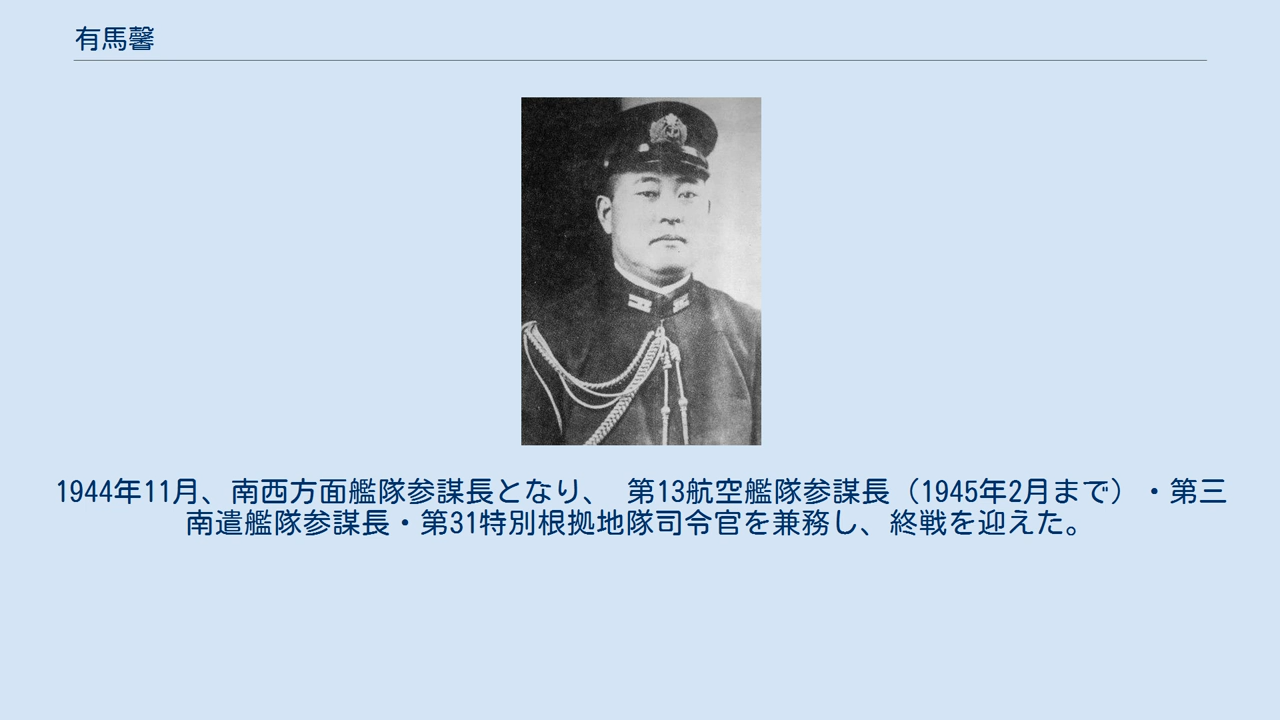 有馬馨
1944年11月、南西方面艦隊参謀長となり、 第13航空艦隊参謀長（1945年2月まで）・第三
南遣艦隊参謀長・第31特別根拠地隊司令官を兼務し、終戦を迎えた。